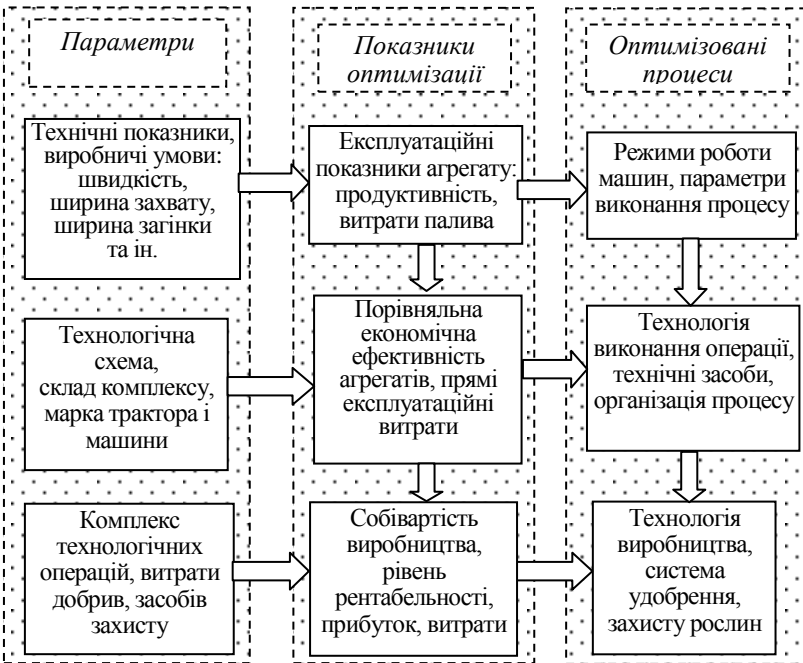 Параметри
Показники
оптимізації
Оптимізовані
процеси
Технічні показники,
виробничі умови:
швидкість,
ширина захвату,
ширина загінки
та ін.
Експлуатаційні
показники агрегату:
продуктивність,
витрати палива
Режими роботи
машин, параметри
виконання процесу
Технологічна
схема,
склад комплексу,
марка трактора і
машини
Порівняльна
економічна
ефективність
агрегатів, прямі
експлуатаційні
витрати
Технологія
виконання операції,
технічні засоби,
організація процесу
Комплекс
технологічних
операцій, витрати
добрив, засобів
захисту
Собівартість
виробництва,
рівень
рентабельності,
прибуток, витрати
Технологія
виробництва,
система
удобрення,
захисту рослин